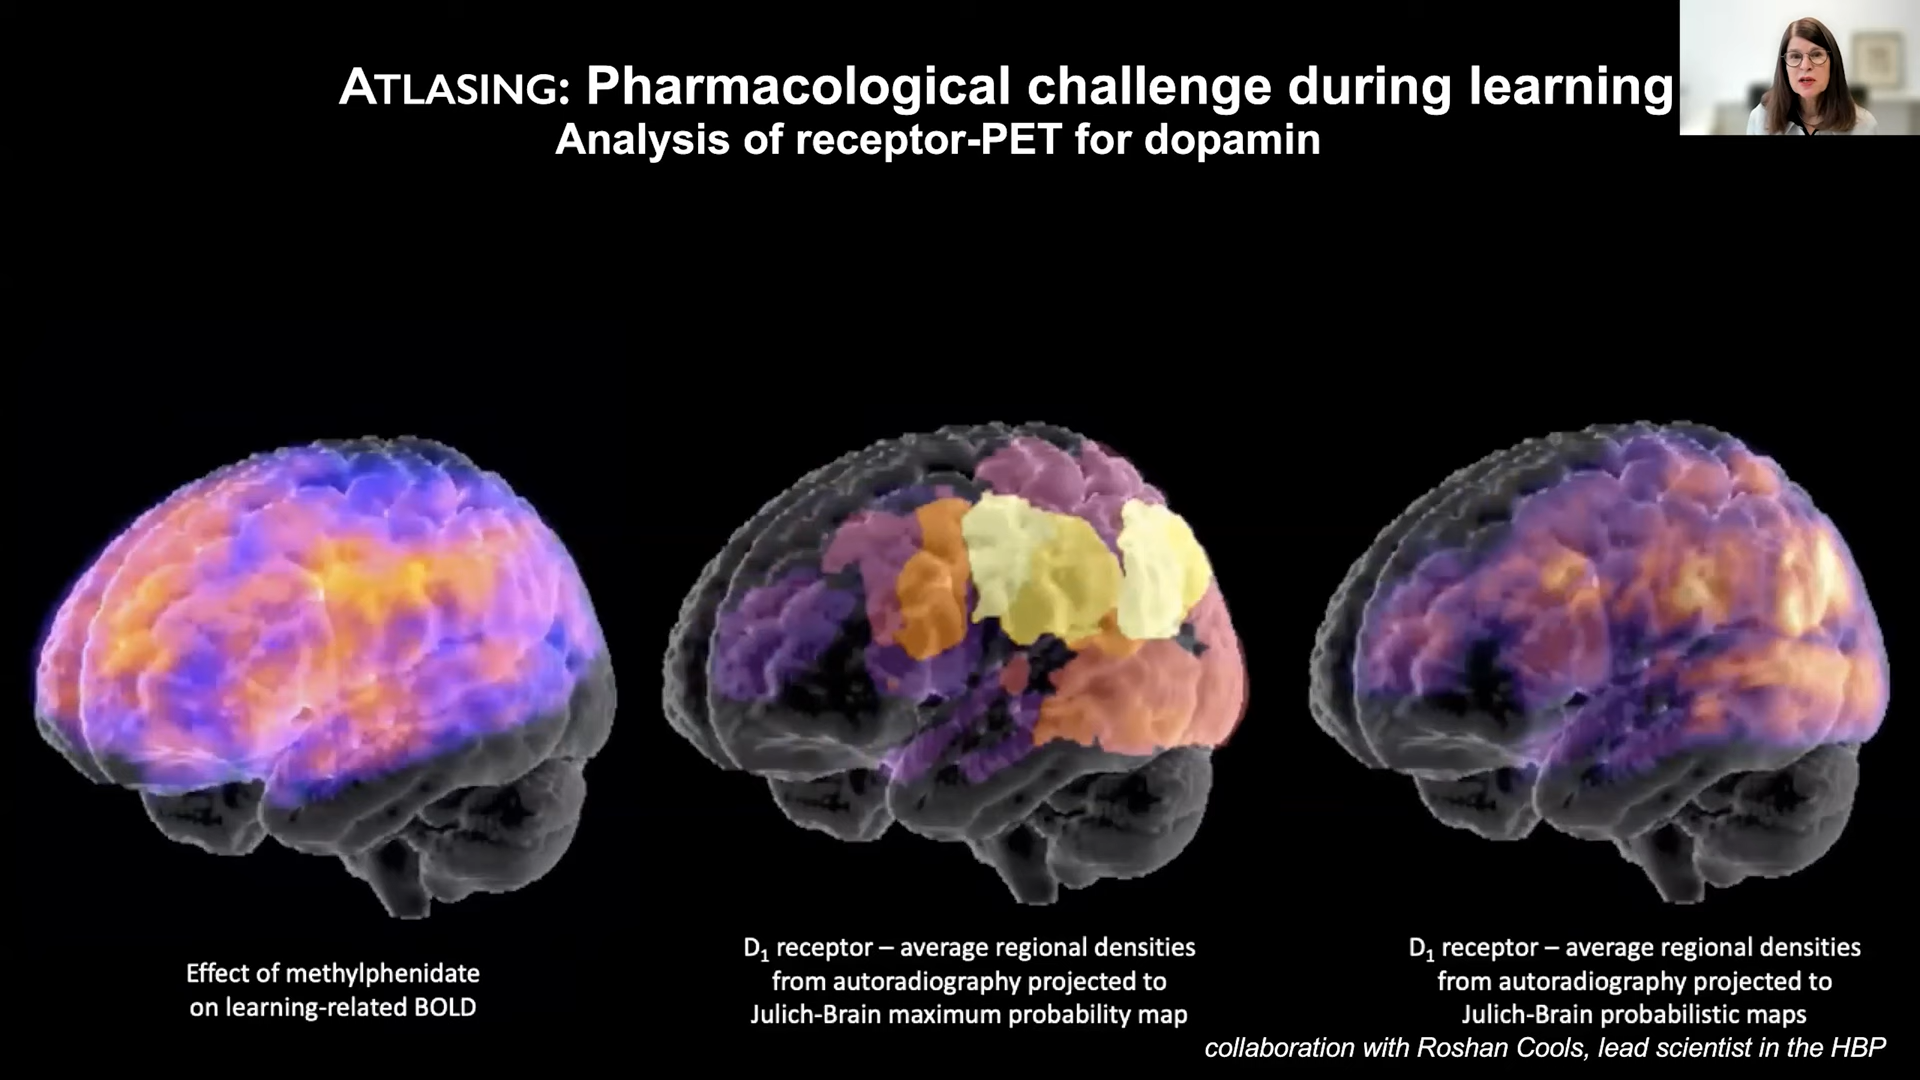 ATLASING: Pharmacological challenge during learning
Analysis of receptor-PET for dopamin
Effect of methylphenidate
on learning-related BOLD
D₁ receptor – average regional densities
from autoradiography projected to
Julich-Brain maximum probability map
D₁ receptor – average regional densities
from autoradiography projected to
Julich-Brain probabilistic maps
collaboration with Roshan Cools, lead scientist in the HBP